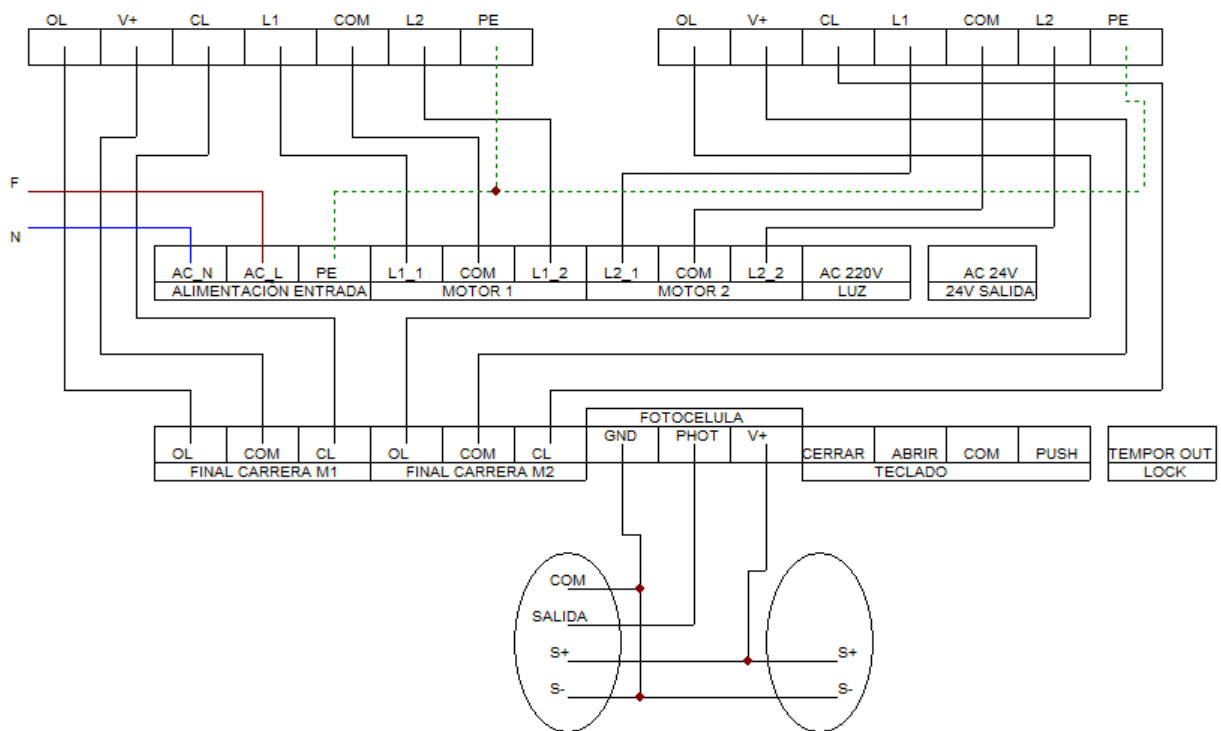 OL V+ CL L1 COM L2 PE OL V+ CL L1 COM L2 PE
F
N
AC_N AC_L PE L1_1 COM L1_2 L2_1 COM L2_2 AC 220V AC 24V
ALIMENTACIÓN ENTRADA MOTOR 1 MOTOR 2 LUZ 24V SALIDA
FOTOCELULA
GND PHOT V+
OL COM CL OL COM CL CERRAR ABRIR COM PUSH TEMPOR OUT
FINAL CARRERA M1 FINAL CARRERA M2 TECLADO LOCK
COM
SALIDA
S+ S+
S- S-